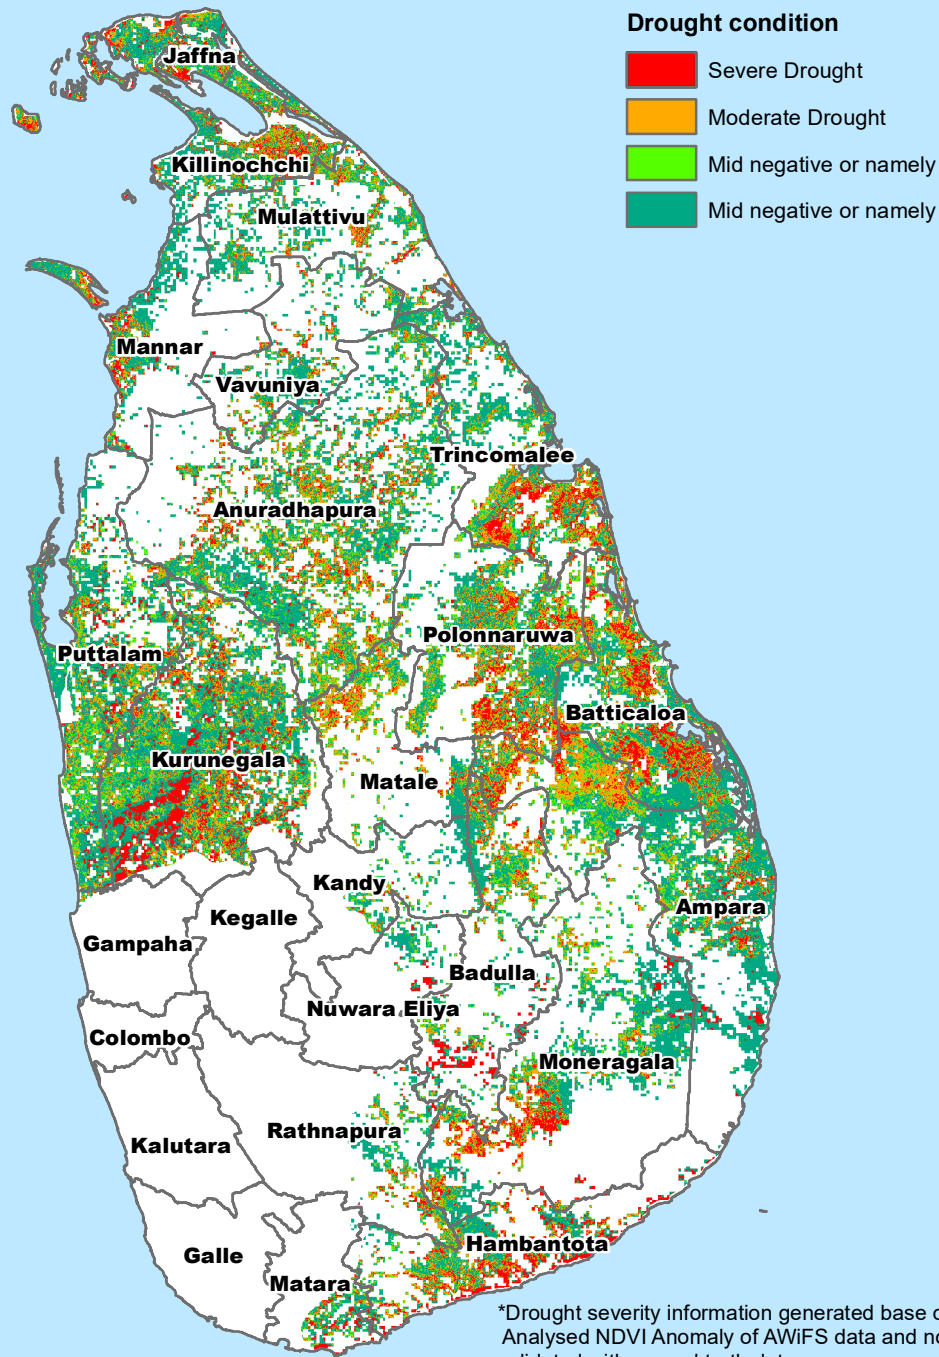 Drought condition
Severe Drought
Moderate Drought
Mid negative or namely
Mid negative or namely
Jaffna
Killinochchi
Mulattivu
Mannar
Vavuniya
Trincomalee
Anuradhapura
Polonnaruwa
Puttalam
Batticaloa
Kurunegala
Matale
Kandy
Ampara
Kegalle
Gampaha
Badulla
Nuwara Eliya
Colombo
Moneragala
Rathnapura
Kalutara
Hambantota
Galle
Matara
*Drought severity information generated base
Analysed NDVI Anomaly of AWiFS data and